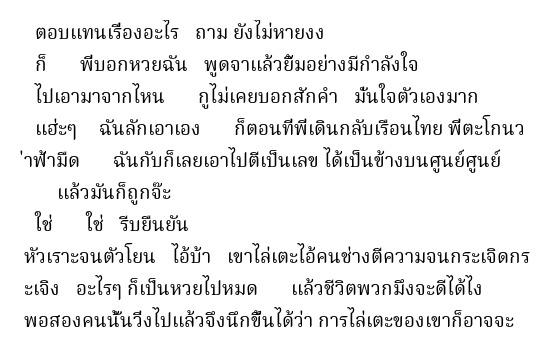 ตอบแทนเรื่องอะไร ถาม ยังไม่หายงง
ก็ พี่บอกหวยฉัน พูดจาแล้วยิ้มอย่างมีกำลังใจ
ไปเอามาจากไหน กูไม่เคยบอกสักคำ มั่นใจตัวเองมาก
แฮ่ะๆ ฉันลักเอาเอง ก็ตอนที่พี่เดินกลับเรือนไทย พี่ตะโกนว
่าฟ้ามืด ฉันกับก็เลยเอาไปตีเป็นเลข ได้เป็นช้างบนศูนย์ศูนย์
แล้วมันก็ถูกจ๊ะ
ใช่ ใช่ รีบยืนยัน
หัวเราะจนตัวโยน ไอ้บ้า เขาไล่เตะไอ้คนช่างตีความจนกระเจิดกร
ะเจิง อะไรๆ ก็เป็นหวยไปหมด แล้วชีวิตพวกมึงจะดีได้ไง
พอสองคนนั้นวิ่งไปแล้วจึงนึกขึ้นได้ว่า การไล่เตะของเขาก็อาจจะ